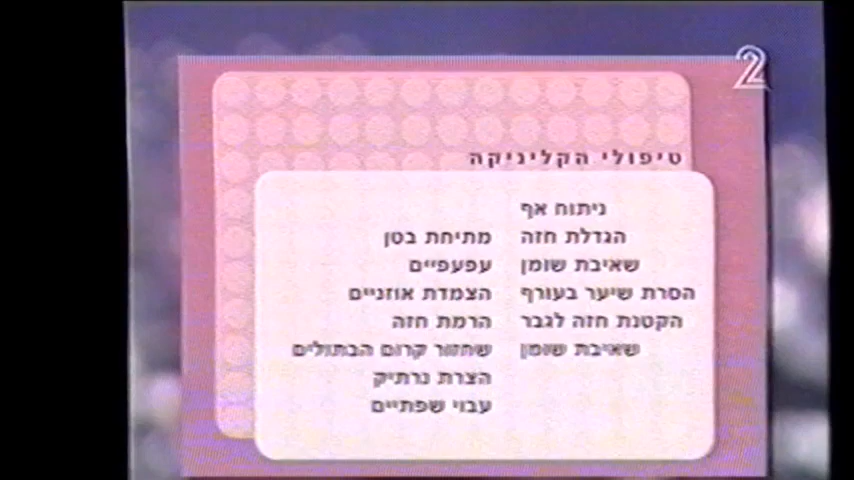 2
טיפולי הקליניקה
ניתוח אף
הגדלת חזה
שאיבת שומן
הסרת שיער בעורף
הקטנת חזה לגבר
שאיבת שומן
מתיחת בטן
עפעפיים
הצמדת אוזניים
הרמת חזה
שחזור קרום הבתולים
הצרת נרתיק
עבוי שפתיים